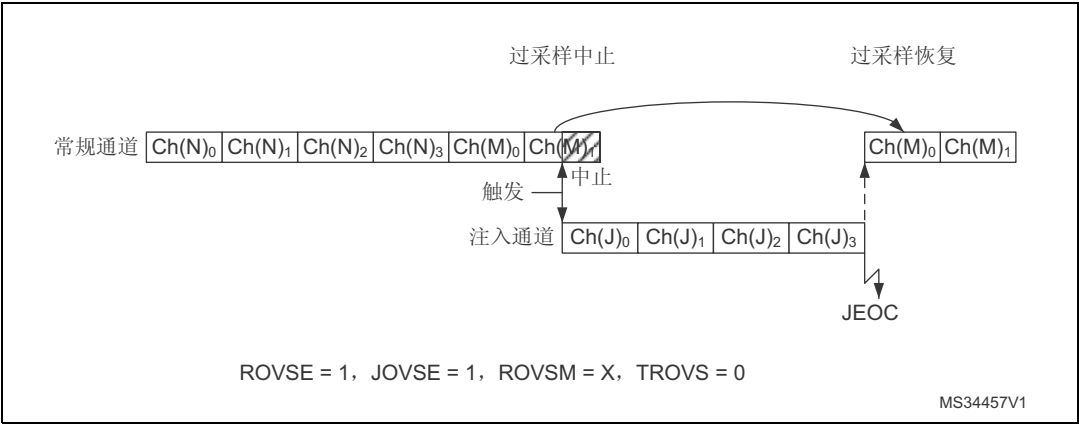 过采样中止 过采样恢复
常规通道 Ch(N)₀ Ch(N)₁ Ch(N)₂ Ch(N)₃ Ch(M)₀ Ch(M)₁ Ch(M)₀ Ch(M)₁
中止
触发
注入通道 Ch(J)₀ Ch(J)₁ Ch(J)₂ Ch(J)₃
JEOC
ROVSE = 1，JOVSE = 1，ROVSM = X，TROVS = 0
MS34457V1